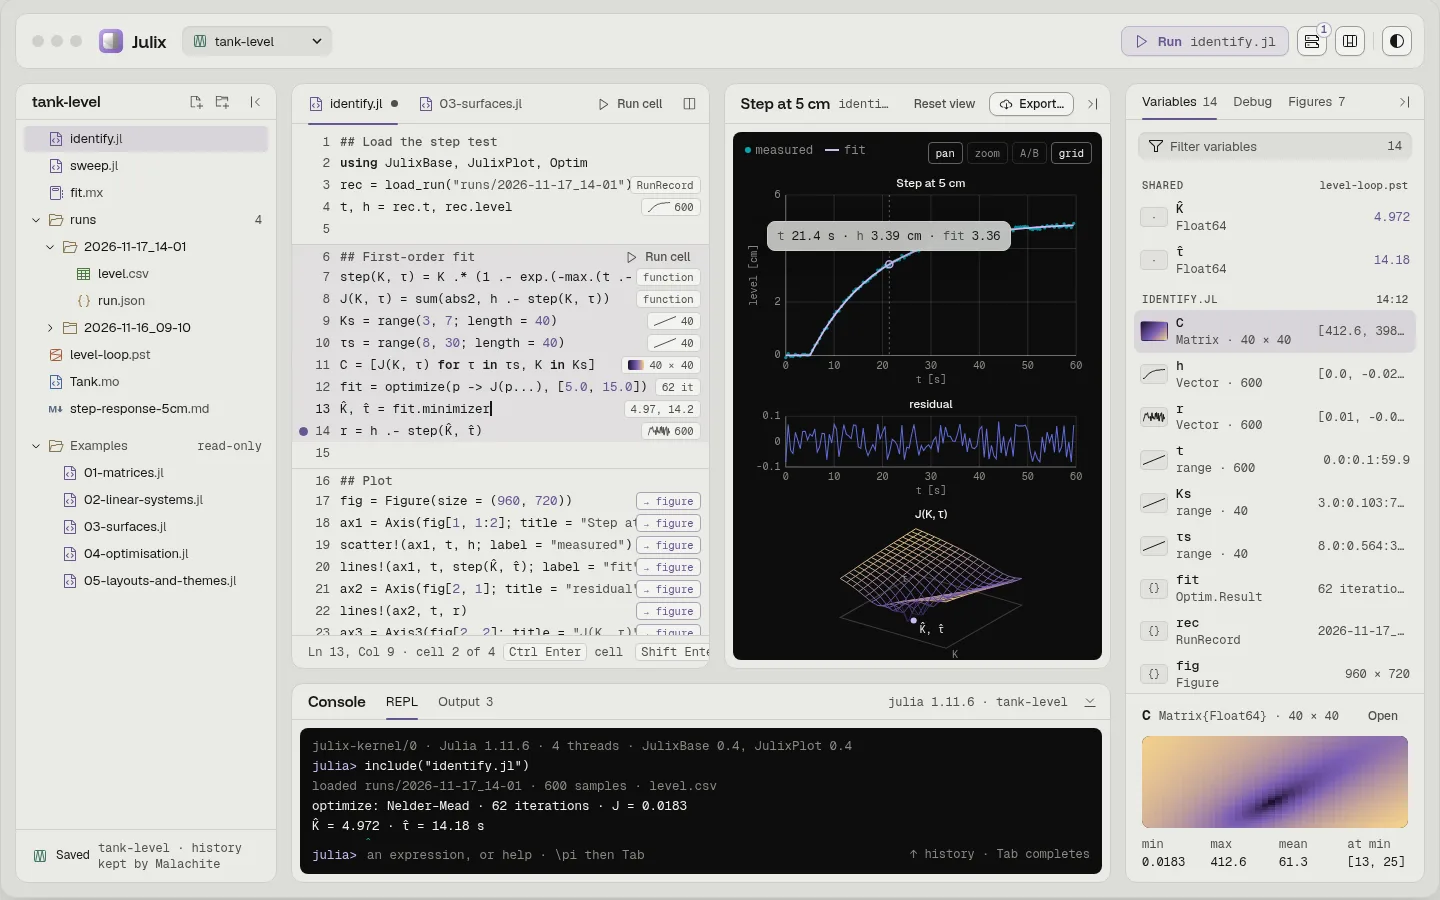 Julix
tank-level
Run identify.jl
1
tank-level
identify.jl
sweep.jl
fit.mx
runs 4
2026-11-17_14-01
level.csv
run.json
2026-11-16_09-10
level-loop.pst
Tank.mo
step-response-5cm.md
Examples read-only
01-matrices.jl
02-linear-systems.jl
03-surfaces.jl
04-optimisation.jl
05-layouts-and-themes.jl
Saved tank-level · history
kept by Malachite
identify.jl 03-surfaces.jl Run cell
1 ## Load the step test
2 using JulixBase, JulixPlot, Optim
3 rec = load_run("runs/2026-11-17_14-01") RunRecord
4 t, h = rec.t, rec.level 600
5
6 ## First-order fit Run cell
7 step(K, τ) = K .* (1 .- exp.(-max.(t .- function
8 J(K, τ) = sum(abs2, h .- step(K, τ)) function
9 Ks = range(3, 7; length = 40) 40
10 τs = range(8, 30; length = 40) 40
11 C = [J(K, τ) for τ in τs, K in Ks] 40 × 40
12 fit = optimize(p -> J(p...), [5.0, 15.0]) 62 it
13 K̂, τ̂ = fit.minimizer 4.97, 14.2
14 r = h .- step(K̂, τ̂) 600
15
16 ## Plot
17 fig = Figure(size = (960, 720)) → figure
18 ax1 = Axis(fig[1, 1:2]; title = "Step at → figure
19 scatter!(ax1, t, h; label = "measured") → figure
20 lines!(ax1, t, step(K̂, τ̂); label = "fit" → figure
21 ax2 = Axis(fig[2, 1]; title = "residual" → figure
22 lines!(ax2, t, r) → figure
23 ax3 = Axis3(fig[2, 2]; title = "J(K, τ)" → figure
Ln 13, Col 9 · cell 2 of 4 Ctrl Enter cell Shift Ente
Step at 5 cm identi… Reset view Export…
measured fit pan zoom A/B grid
Step at 5 cm
6
t 21.4 s · h 3.39 cm · fit 3.36
level [cm]
2
0
0 10 20 30 40 50 60
t [s]
residual
0.1
0
-0.1
0 10 20 30 40 50 60
t [s]
J(K, τ)
K̂, τ̂
K
Console REPL Output 3 julia 1.11.6 · tank-level
julix-kernel/0 · Julia 1.11.6 · 4 threads · JulixBase 0.4, JulixPlot 0.4
julia> include("identify.jl")
loaded runs/2026-11-17_14-01 · 600 samples · level.csv
optimize: Nelder-Mead · 62 iterations · J = 0.0183
K̂ = 4.972 · τ̂ = 14.18 s
julia> an expression, or help · \pi then Tab ↑ history · Tab completes
Variables 14 Debug Figures 7
Filter variables 14
SHARED level-loop.pst
K̂
Float64 4.972
τ̂
Float64 14.18
IDENTIFY.JL 14:12
C
Matrix · 40 × 40 [412.6, 398…
h
Vector · 600 [0.0, -0.02…
r
Vector · 600 [0.01, -0.0…
t
range · 600 0.0:0.1:59.9
Ks
range · 40 3.0:0.103:7…
τs
range · 40 8.0:0.564:3…
fit
Optim.Result 62 iteratio…
rec
RunRecord 2026-11-17_…
fig
Figure 960 × 720
C Matrix{Float64} · 40 × 40 Open
min max mean at min
0.0183 412.6 61.3 [13, 25]